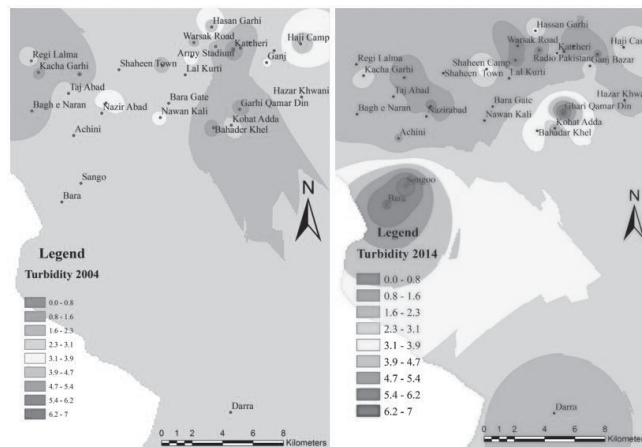 Hasan Garhi
Warsak Road
Haji Camp
Army Stadium Katcheri
Regi Lalma
Kacha Garhi
Shaheen Town
Ganj
Lal Kurti
Taj Abad
Hazar Khwani
Bagh e Naran
Nazir Abad
Bara Gate
Garhi Qamar Din
Nawan Kali
Kohat Adda
Bahader Khel
Achini
Sango
Bara
N
Legend
Turbidity 2004
0.0 - 0.8
0.8 - 1.6
1.6 - 2.3
2.3 - 3.1
3.1 - 3.9
3.9 - 4.7
4.7 - 5.4
5.4 - 6.2
6.2 - 7
Darra
0 1 2 4 6 8
Kilometers
Hassan Garhi
Warsak Road
Katcheri
Haji Camp
Radio Pakistan
Ganj Bazar
Regi Lalma
Kacha Garhi
Shaheen Camp
Shaheen Town
Lal Kurti
Taj Abad
Hazar Khwani
Bagh e Naran
Nazirabad
Bara Gate
Ghari Qamar Din
Nawan Kali
Kohat Adda
Bahadar Khel
Achini
Sangoo
Bara
N
Legend
Turbidity 2014
0.0 - 0.8
0.8 - 1.6
1.6 - 2.3
2.3 - 3.1
3.1 - 3.9
3.9 - 4.7
4.7 - 5.4
5.4 - 6.2
6.2 - 7
Darra
0 1 2 4 6 8
Kilometers